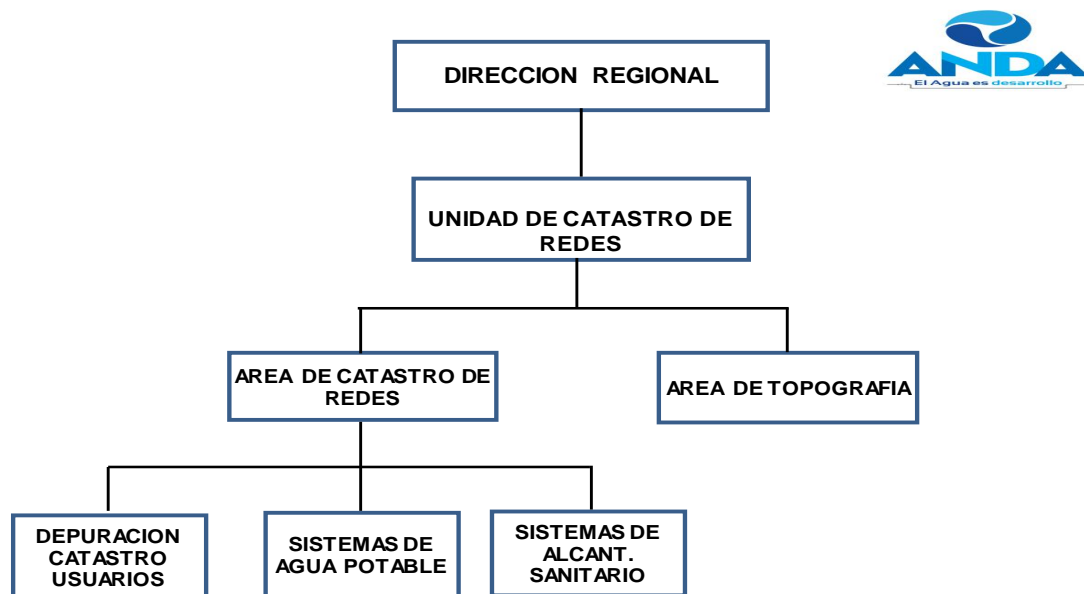 ANDA
El Agua es desarrollo
DIRECCION REGIONAL
UNIDAD DE CATASTRO DE
REDES
AREA DE CATASTRO DE
REDES
AREA DE TOPOGRAFIA
DEPURACION
CATASTRO
USUARIOS
SISTEMAS DE
AGUA POTABLE
SISTEMAS DE
ALCANT.
SANITARIO